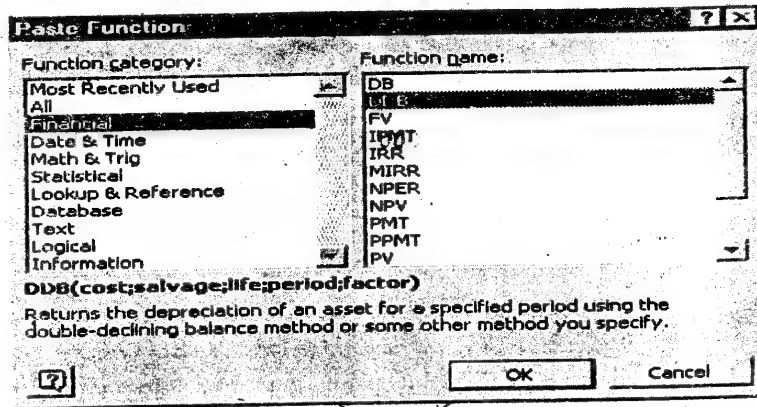 Paste Function
? ×
Function category:
Most Recently Used
All
Financial
Date & Time
Math & Trig
Statistical
Lookup & Reference
Database
Text
Logical
Information
Function name:
DB
DDB
FV
IPMT
IRR
MIRR
NPER
NPV
PMT
PPMT
PV
DDB(cost;salvage;life;period;factor)
Returns the depreciation of an asset for a specified period using the
double-declining balance method or some other method you specify.
?
OK
Cancel